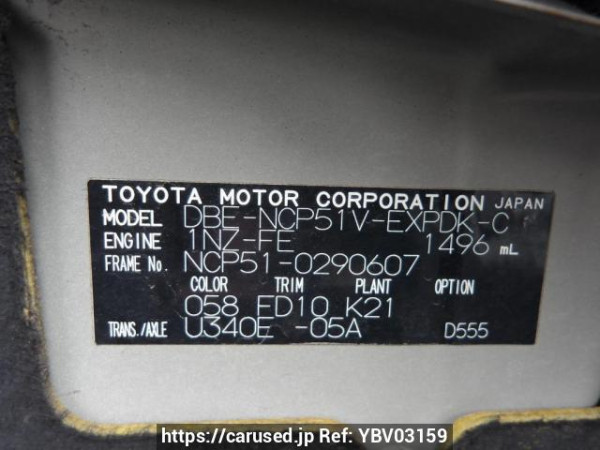 TOYOTA MOTOR CORPORATION JAPAN
MODEL DBE-NCP51V-EXPDK-C
ENGINE 1NZ-FE 1496 mL
FRAME No. NCP51-0290607
COLOR TRIM PLANT OPTION
058 FD10 K21
TRANS./AXLE U340E -05A D555
https://carused.jp Ref: YBV03159